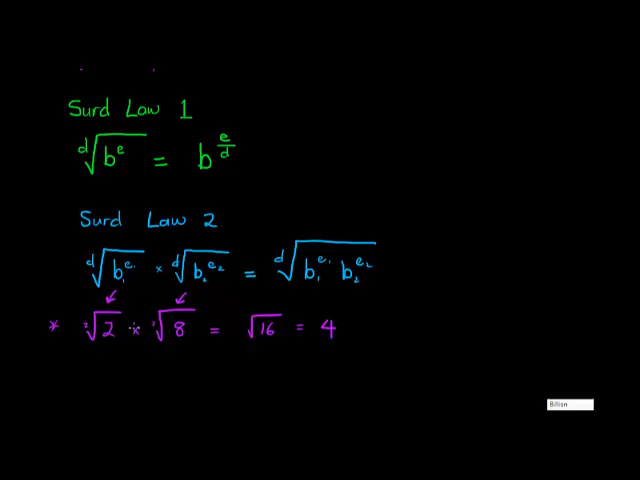 Surd Law 1
ᵈ√(bᵉ) = b^(e/d)
Surd Law 2
ᵈ√(b₁^e₁) × ᵈ√(b₂^e₂) = ᵈ√(b₁^e₁ b₂^e₂)
* ²√2 × ²√8 = √16 = 4
Billion